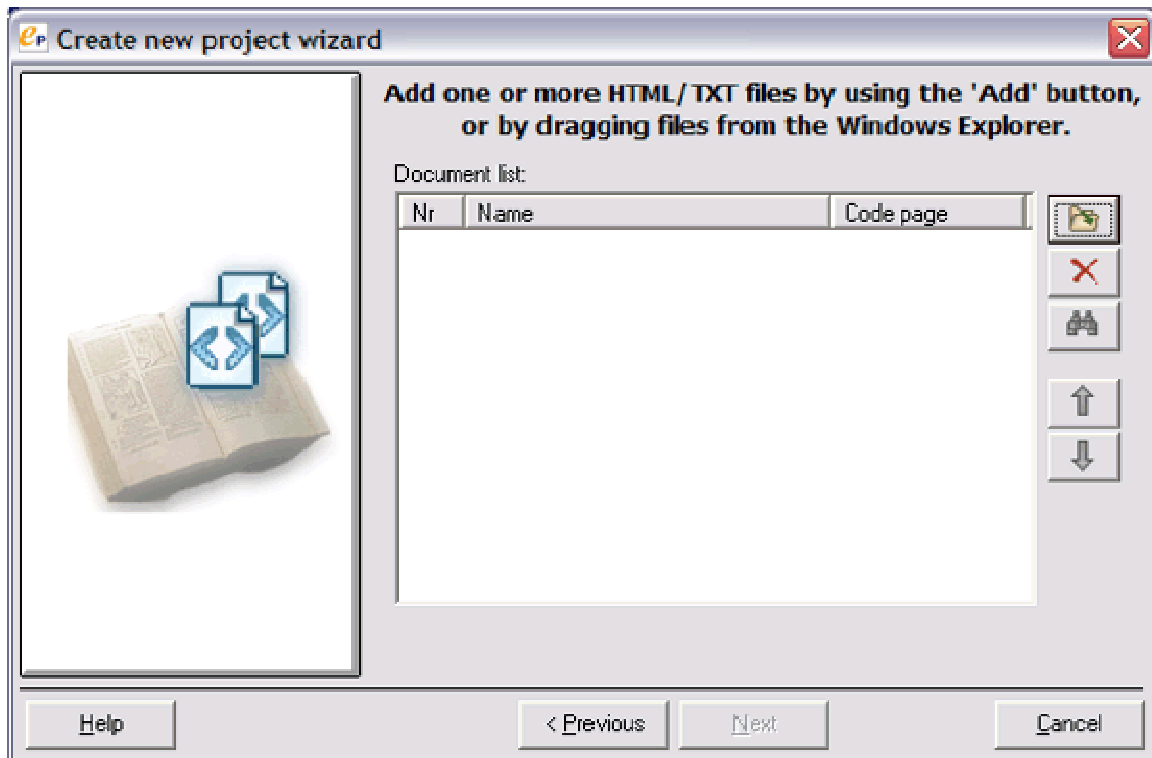 eP Create new project wizard
Add one or more HTML/TXT files by using the 'Add' button,
or by dragging files from the Windows Explorer.
Document list:
Nr Name Code page
Help < Previous Next Cancel